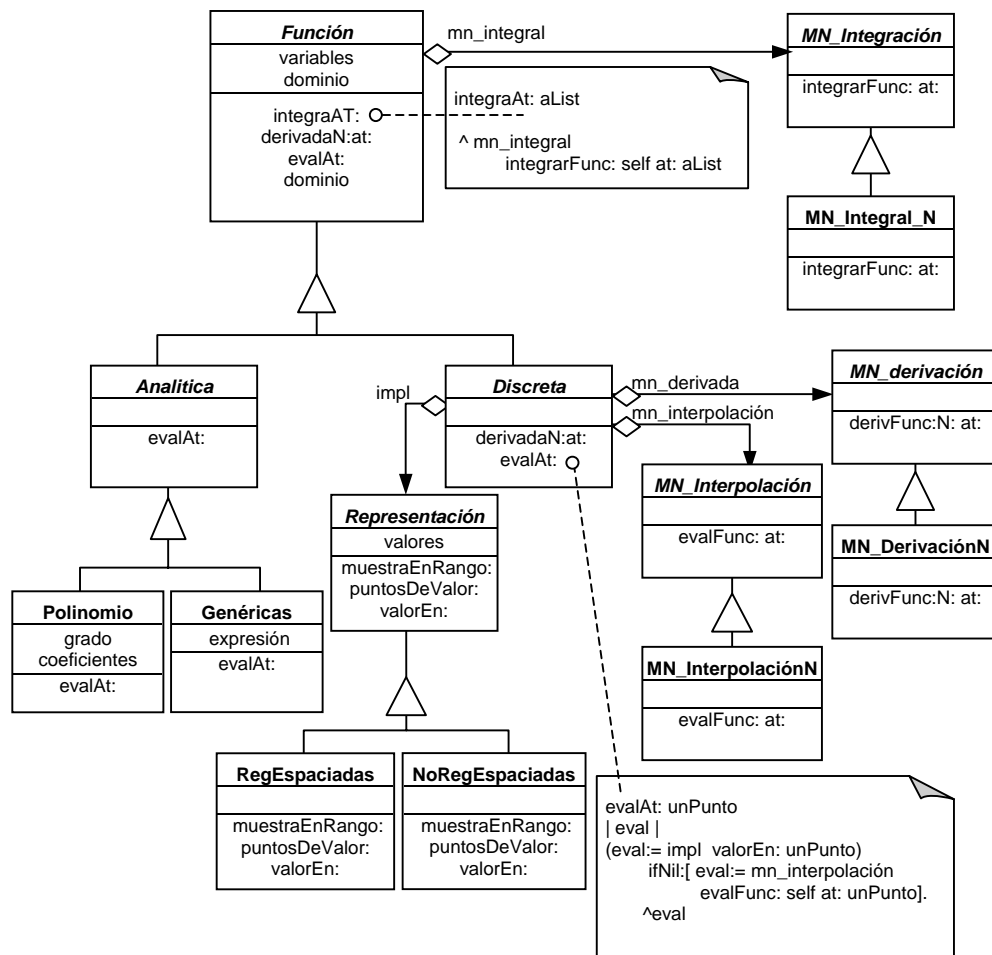 Función
variables
dominio
integraAT:
derivadaN:at:
evalAt:
dominio
mn_integral
integraAt: aList
^ mn_integral
integrarFunc: self at: aList
MN_Integración
integrarFunc: at:
MN_Integral_N
integrarFunc: at:
Analitica
evalAt:
impl
Discreta
derivadaN:at:
evalAt:
mn_derivada
mn_interpolación
MN_derivación
derivFunc:N: at:
MN_DerivaciónN
derivFunc:N: at:
MN_Interpolación
evalFunc: at:
MN_InterpolaciónN
evalFunc: at:
Representación
valores
muestraEnRango:
puntosDeValor:
valorEn:
Polinomio
grado
coeficientes
evalAt:
Genéricas
expresión
evalAt:
RegEspaciadas
muestraEnRango:
puntosDeValor:
valorEn:
NoRegEspaciadas
muestraEnRango:
puntosDeValor:
valorEn:
evalAt: unPunto
| eval |
(eval:= impl valorEn: unPunto)
ifNil:[ eval:= mn_interpolación
evalFunc: self at: unPunto].
^eval